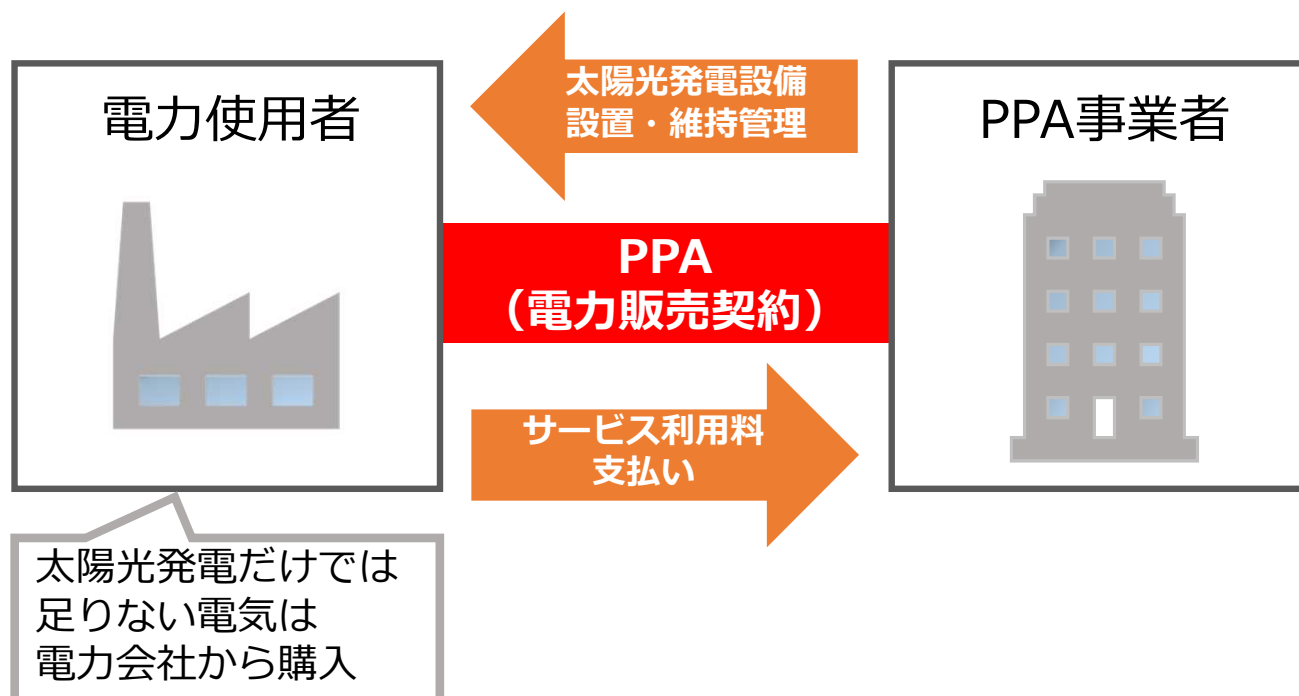 電力使用者
太陽光発電設備
設置・維持管理
PPA事業者
PPA
（電力販売契約）
サービス利用料
支払い
太陽光発電だけでは
足りない電気は
電力会社から購入